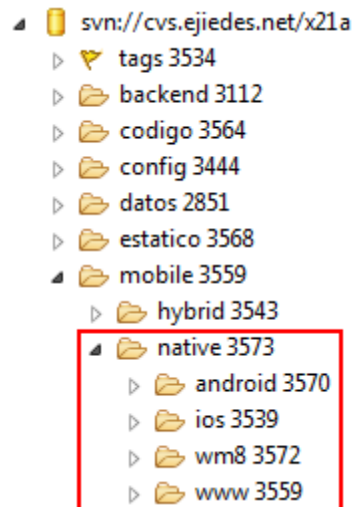 svn://cvs.ejiedes.net/x21a
tags 3534
backend 3112
codigo 3564
config 3444
datos 2851
estatico 3568
mobile 3559
hybrid 3543
native 3573
android 3570
ios 3539
wm8 3572
www 3559